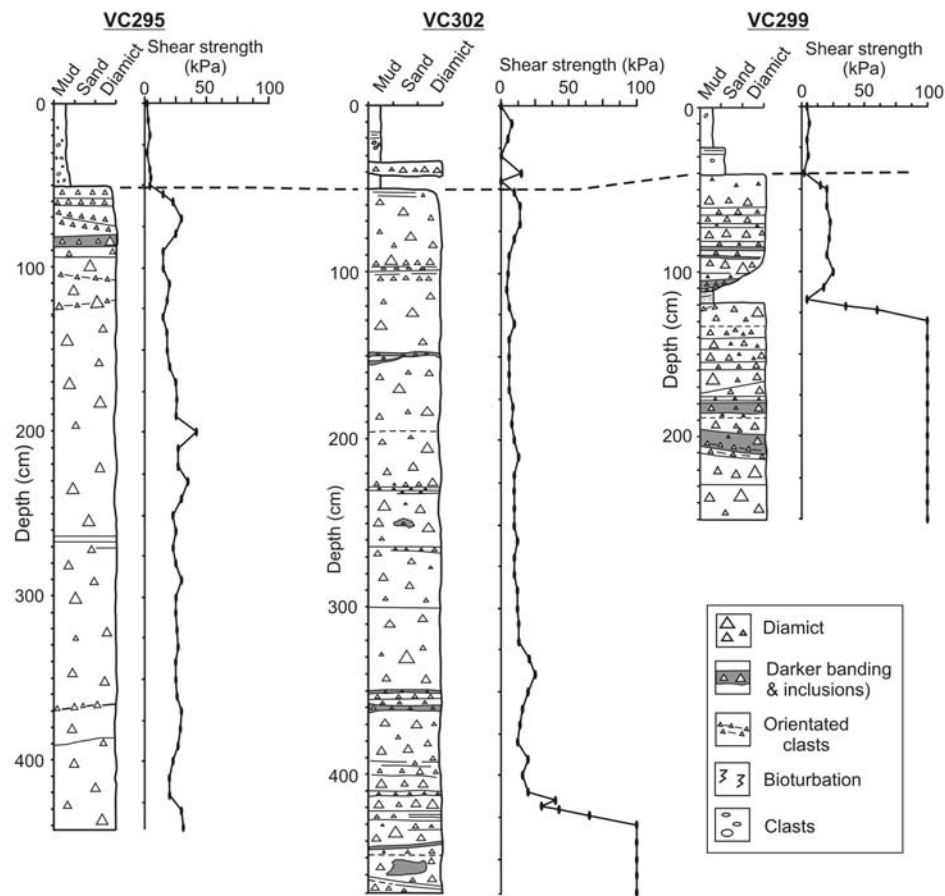 VC295
Mud
Sand
Diamict
Shear strength
(kPa)
0 50 100
0
100
200
300
400
Depth (cm)
VC302
Mud
Sand
Diamict
Shear strength (kPa)
0 50 100
0
100
200
300
400
Depth (cm)
VC299
Mud
Sand
Diamict
Shear strength (kPa)
0 50 100
0
100
200
Depth (cm)
Diamict
Darker banding
& inclusions)
Orientated
clasts
Bioturbation
Clasts